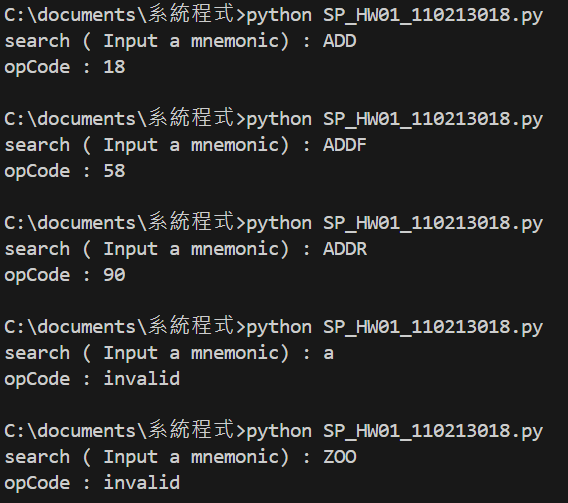 C:\documents\系統程式>python SP_HW01_110213018.py
search ( Input a mnemonic) : ADD
opCode : 18
C:\documents\系統程式>python SP_HW01_110213018.py
search ( Input a mnemonic) : ADDF
opCode : 58
C:\documents\系統程式>python SP_HW01_110213018.py
search ( Input a mnemonic) : ADDR
opCode : 90
C:\documents\系統程式>python SP_HW01_110213018.py
search ( Input a mnemonic) : a
opCode : invalid
C:\documents\系統程式>python SP_HW01_110213018.py
search ( Input a mnemonic) : ZOO
opCode : invalid